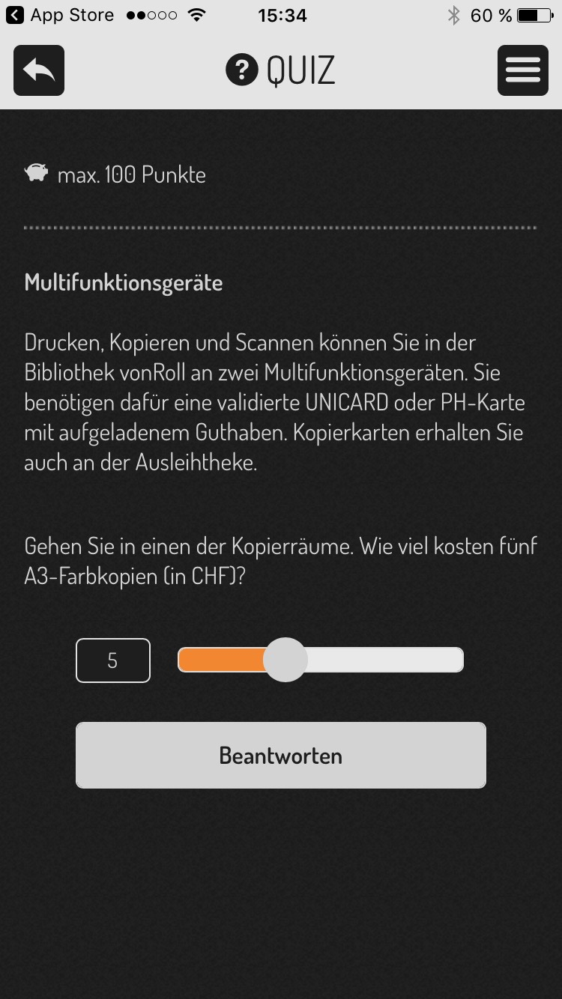 App Store 15:34 60 %
? QUIZ
max. 100 Punkte
Multifunktionsgeräte
Drucken, Kopieren und Scannen können Sie in der
Bibliothek vonRoll an zwei Multifunktionsgeräten. Sie
benötigen dafür eine validierte UNICARD oder PH-Karte
mit aufgeladenem Guthaben. Kopierkarten erhalten Sie
auch an der Ausleihtheke.
Gehen Sie in einen der Kopierräume. Wie viel kosten fünf
A3-Farbkopien (in CHF)?
5
Beantworten